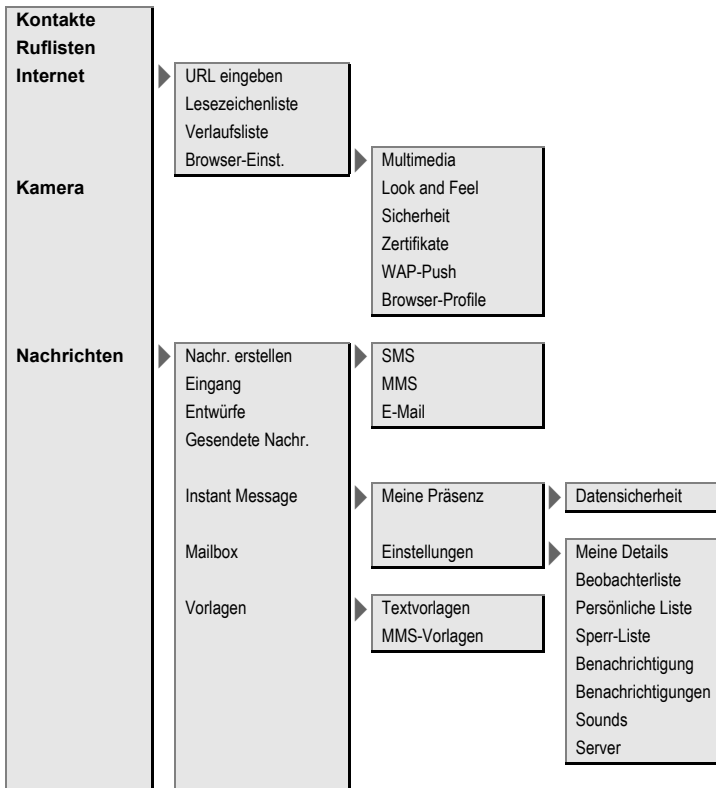 Kontakte
Ruflisten
Internet
URL eingeben
Lesezeichenliste
Verlaufsliste
Browser-Einst.
Multimedia
Look and Feel
Sicherheit
Zertifikate
WAP-Push
Browser-Profile
Kamera
Nachrichten
Nachr. erstellen
SMS
MMS
E-Mail
Eingang
Entwürfe
Gesendete Nachr.
Instant Message
Meine Präsenz
Datensicherheit
Einstellungen
Meine Details
Beobachterliste
Persönliche Liste
Sperr-Liste
Benachrichtigung
Benachrichtigungen
Sounds
Server
Mailbox
Vorlagen
Textvorlagen
MMS-Vorlagen